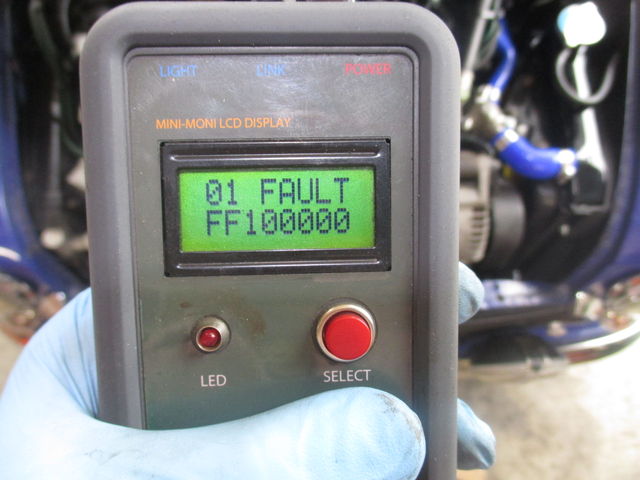 LIGHT LINK POWER
MINI-MONI LCD DISPLAY
01 FAULT
FF100000
LED SELECT